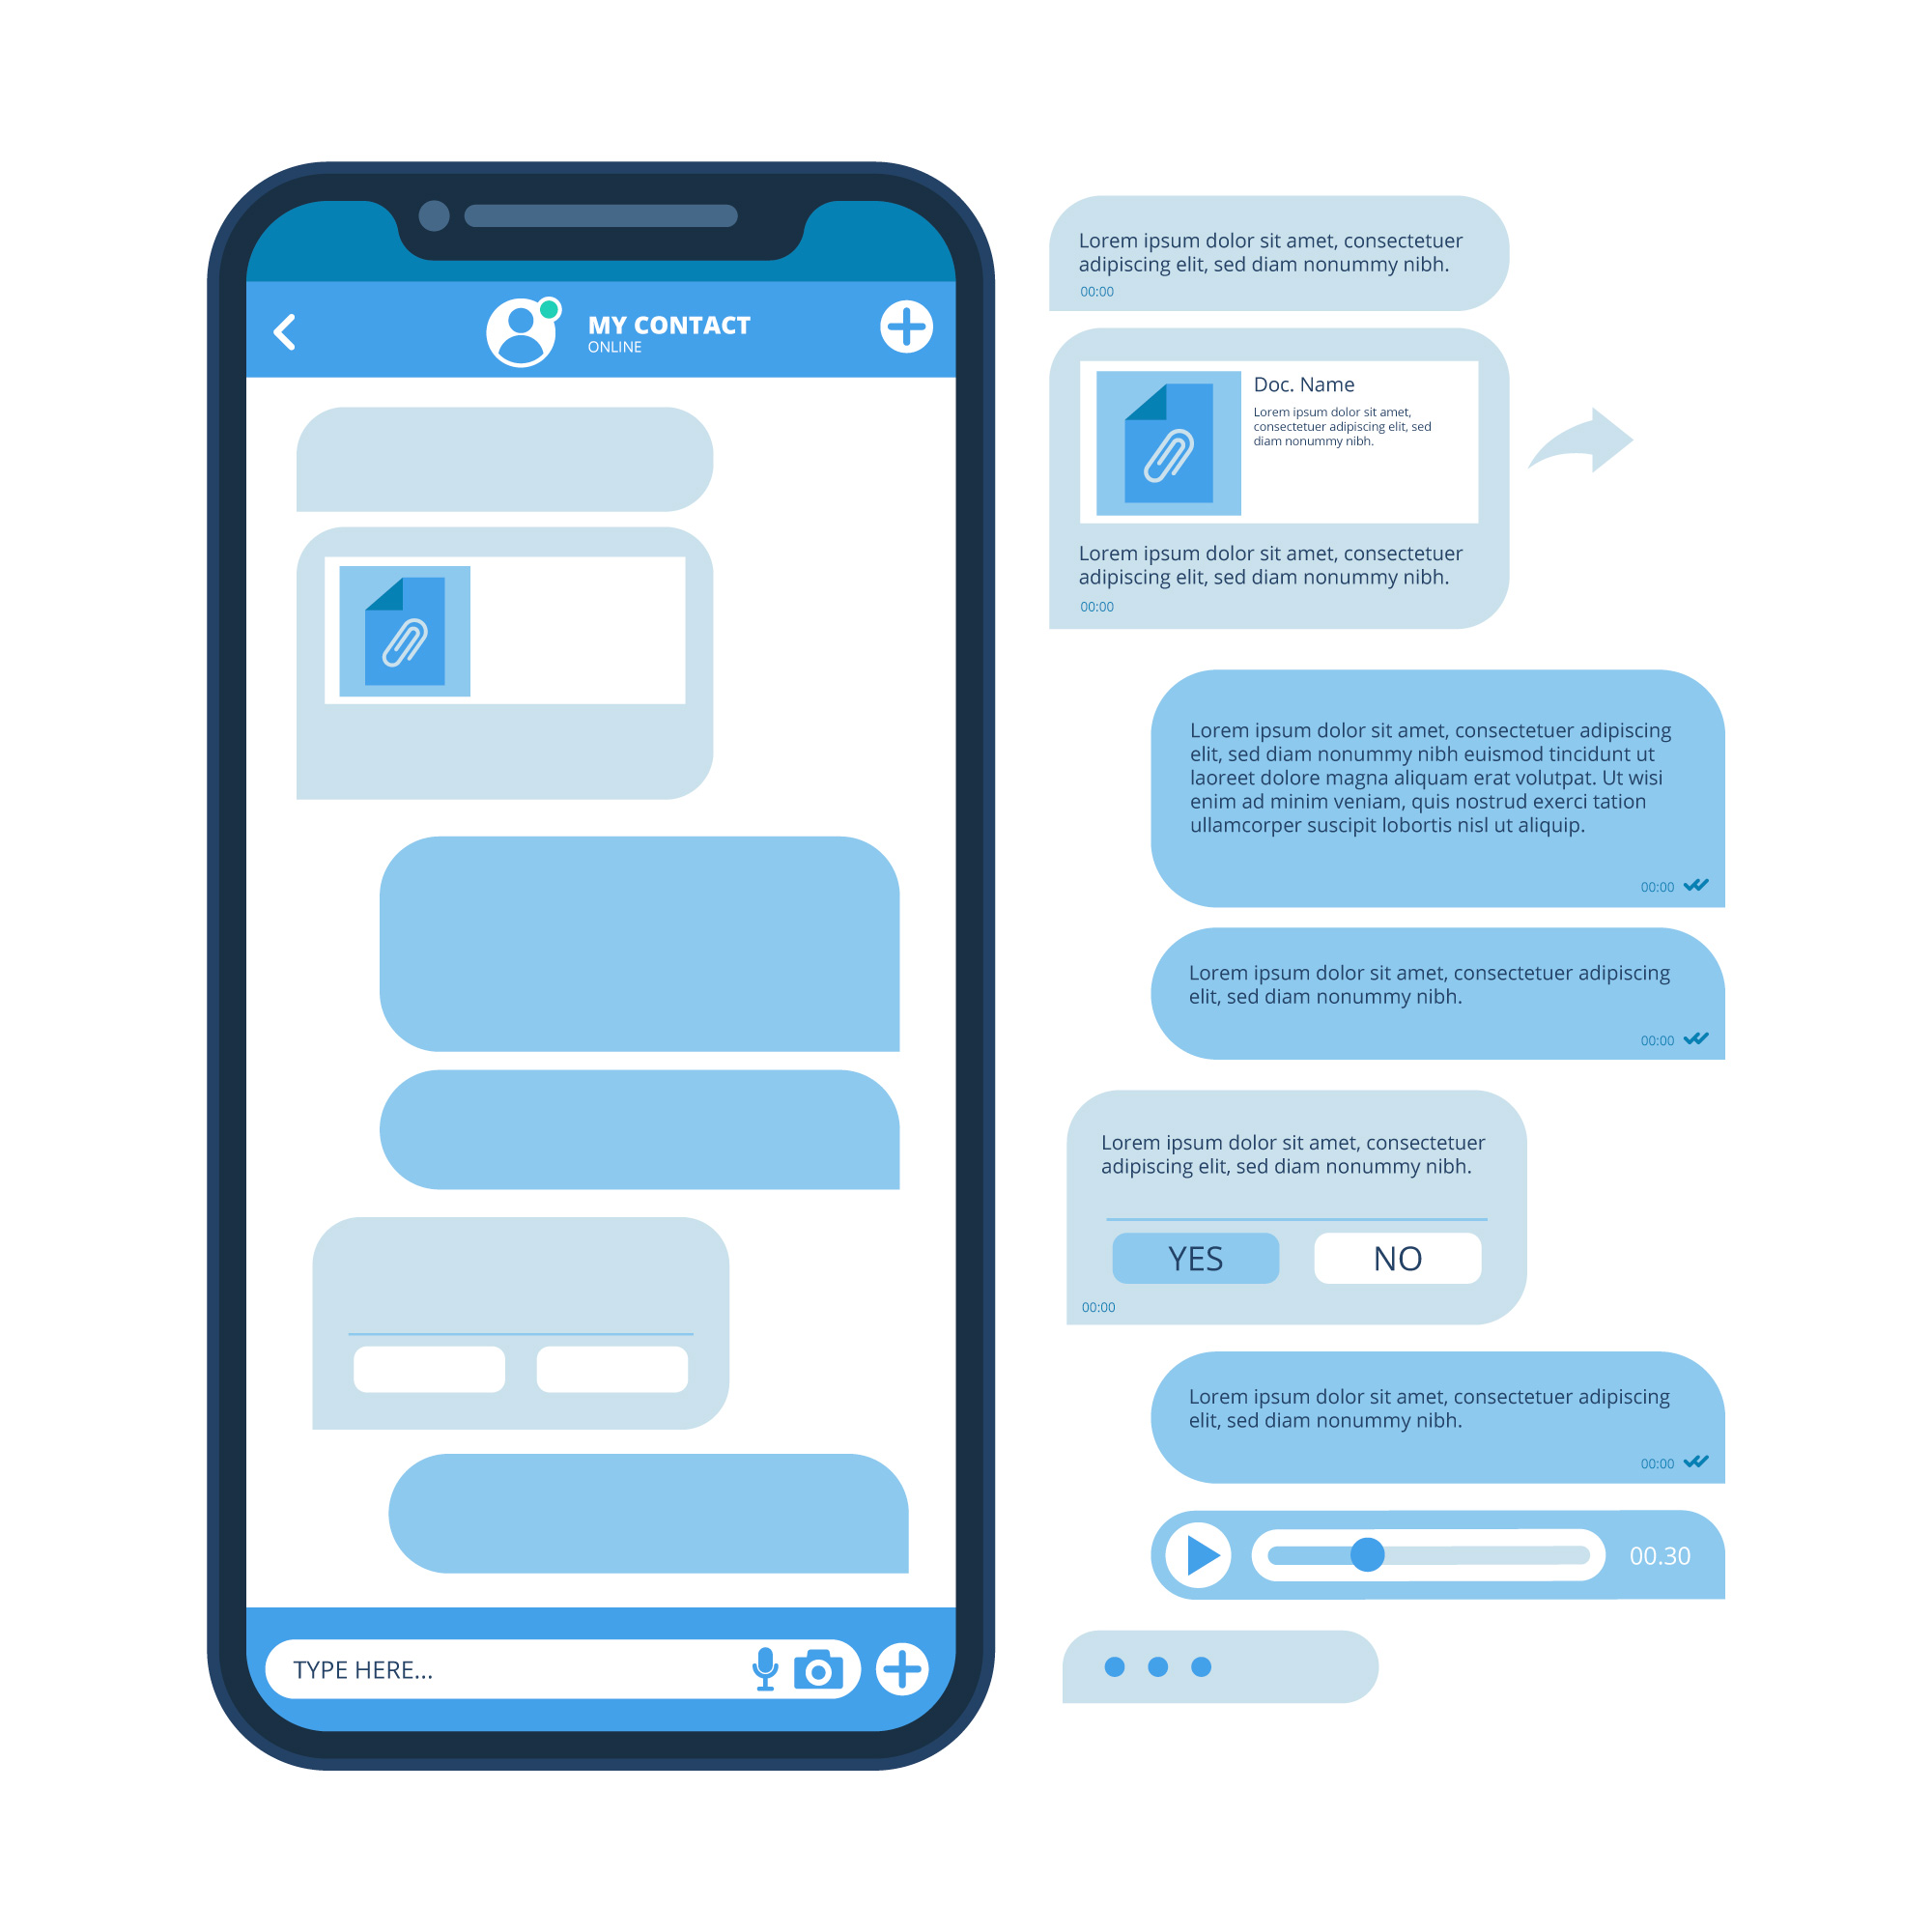 MY CONTACT
ONLINE
TYPE HERE...
Lorem ipsum dolor sit amet, consectetuer
adipiscing elit, sed diam nonummy nibh.
00:00
Doc. Name
Lorem ipsum dolor sit amet,
consectetuer adipiscing elit, sed
diam nonummy nibh.
Lorem ipsum dolor sit amet, consectetuer
adipiscing elit, sed diam nonummy nibh.
00:00
Lorem ipsum dolor sit amet, consectetuer adipiscing
elit, sed diam nonummy nibh euismod tincidunt ut
laoreet dolore magna aliquam erat volutpat. Ut wisi
enim ad minim veniam, quis nostrud exerci tation
ullamcorper suscipit lobortis nisl ut aliquip.
00:00
Lorem ipsum dolor sit amet, consectetuer adipiscing
elit, sed diam nonummy nibh.
00:00
Lorem ipsum dolor sit amet, consectetuer
adipiscing elit, sed diam nonummy nibh.
YES NO
00:00
Lorem ipsum dolor sit amet, consectetuer adipiscing
elit, sed diam nonummy nibh.
00:00
00.30